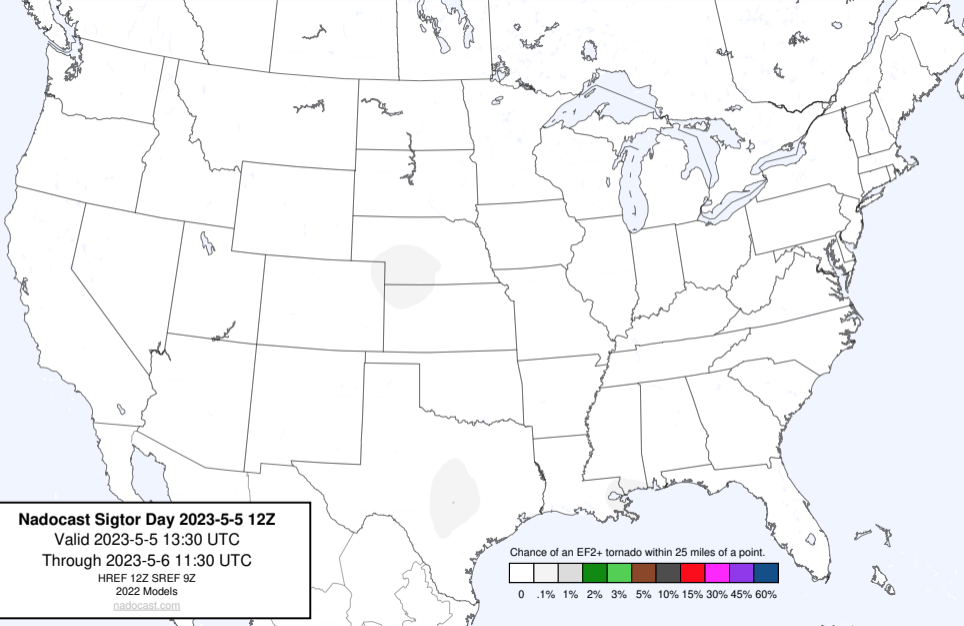 Nadocast Sigtor Day 2023-5-5 12Z
Valid 2023-5-5 13:30 UTC
Through 2023-5-6 11:30 UTC
HREF 12Z SREF 9Z
2022 Models
nadocast.com
Chance of an EF2+ tornado within 25 miles of a point.
0 .1% 1% 2% 3% 5% 10% 15% 30% 45% 60%